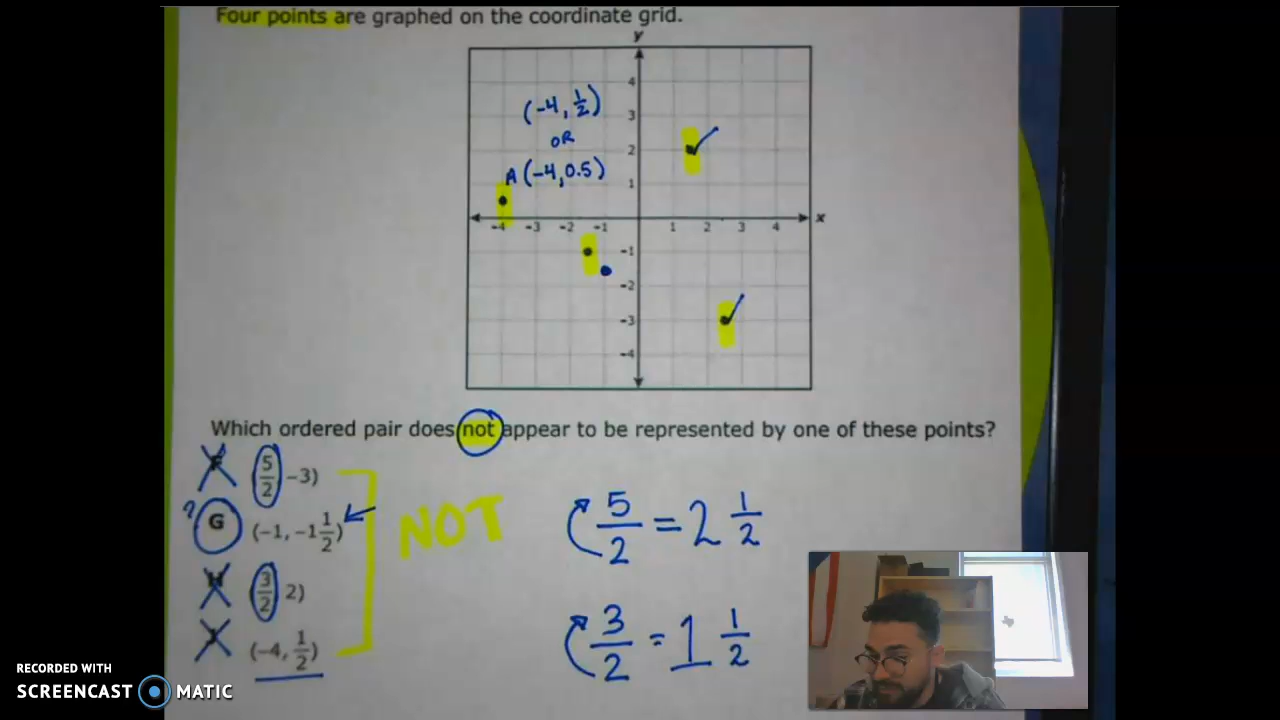 Four points are graphed on the coordinate grid.
y
4
(-4, 1/2)
3
OR
2
A (-4, 0.5)
1
x
-4 -3 -2 -1 1 2 3 4
-1
-2
-3
-4
Which ordered pair does not appear to be represented by one of these points?
(5/2, -3)
? G (-1, -1 1/2)
H (3/2, 2)
J (-4, 1/2)
NOT
5/2 = 2 1/2
3/2 = 1 1/2
RECORDED WITH
SCREENCAST MATIC